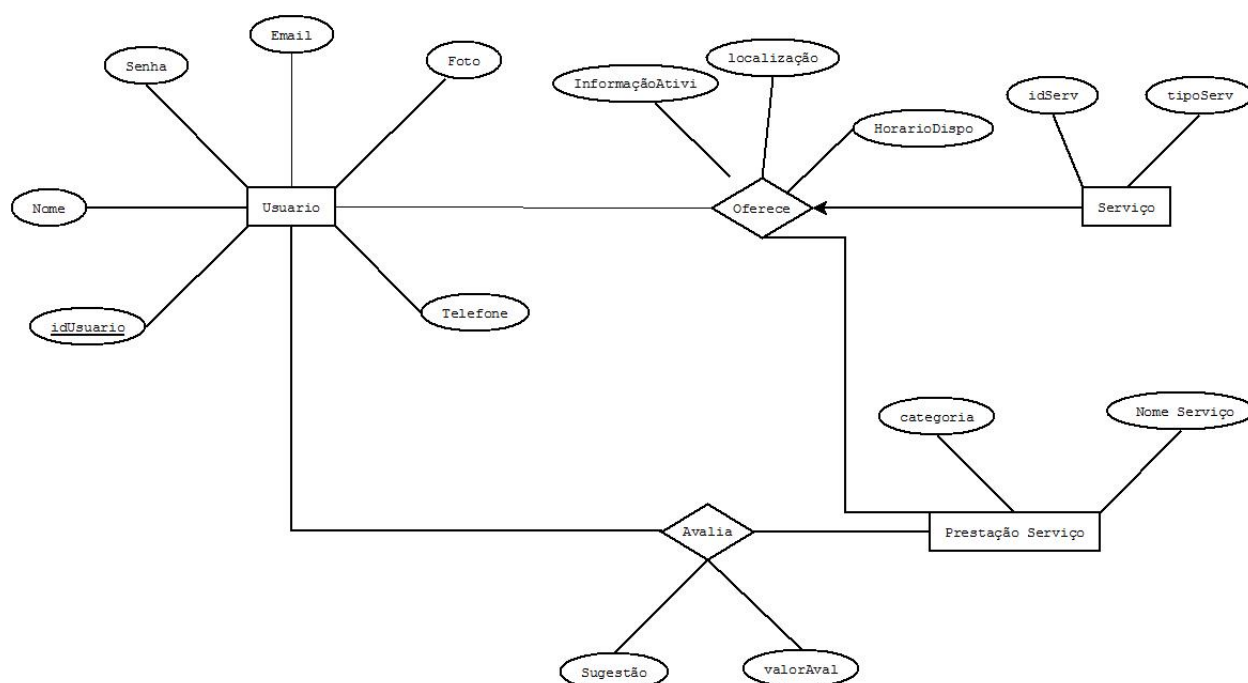 Email
localização
Senha
Foto
InformaçãoAtivi
idServ
tipoServ
HorarioDispo
Nome
Usuario
Oferece
Serviço
idUsuario
Telefone
categoria
Nome Serviço
Avalia
Prestação Serviço
Sugestão
valorAval